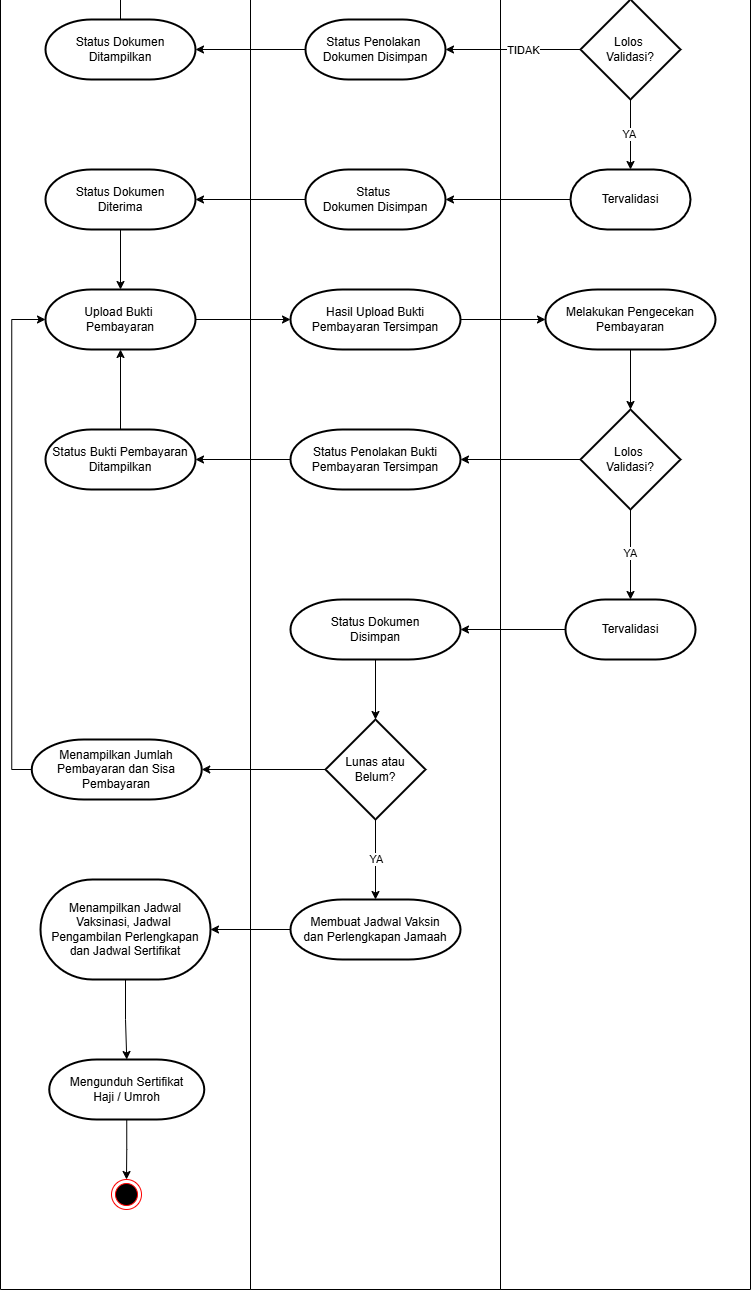 Status Dokumen
Ditampilkan
Status Penolakan
Dokumen Disimpan
TIDAK
Lolos
Validasi?
YA
Status Dokumen
Diterima
Status
Dokumen Disimpan
Tervalidasi
Upload Bukti
Pembayaran
Hasil Upload Bukti
Pembayaran Tersimpan
Melakukan Pengecekan
Pembayaran
Status Bukti Pembayaran
Ditampilkan
Status Penolakan Bukti
Pembayaran Tersimpan
Lolos
Validasi?
YA
Status Dokumen
Disimpan
Tervalidasi
Menampilkan Jumlah
Pembayaran dan Sisa
Pembayaran
Lunas atau
Belum?
YA
Menampilkan Jadwal
Vaksinasi, Jadwal
Pengambilan Perlengkapan
dan Jadwal Sertifikat
Membuat Jadwal Vaksin
dan Perlengkapan Jamaah
Mengunduh Sertifikat
Haji / Umroh